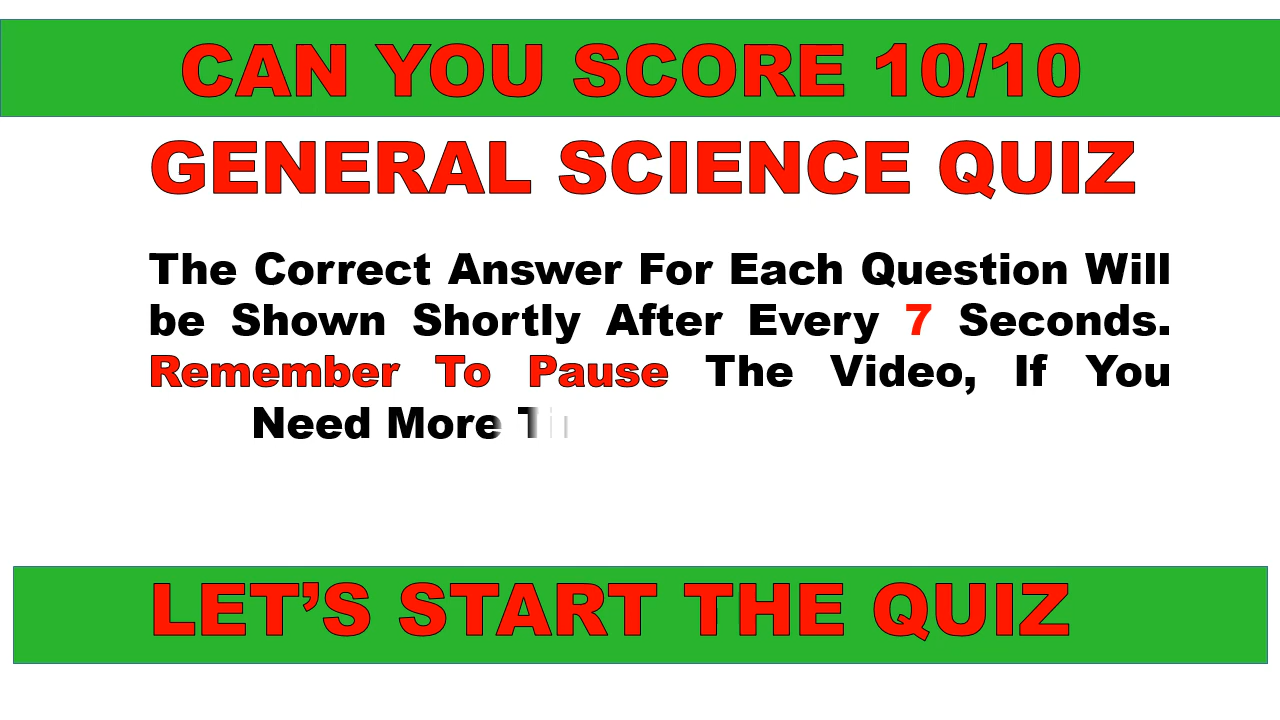 CAN YOU SCORE 10/10
GENERAL SCIENCE QUIZ
The Correct Answer For Each Question Will
be Shown Shortly After Every 7 Seconds.
Remember To Pause The Video, If You
Need More
LET'S START THE QUIZ